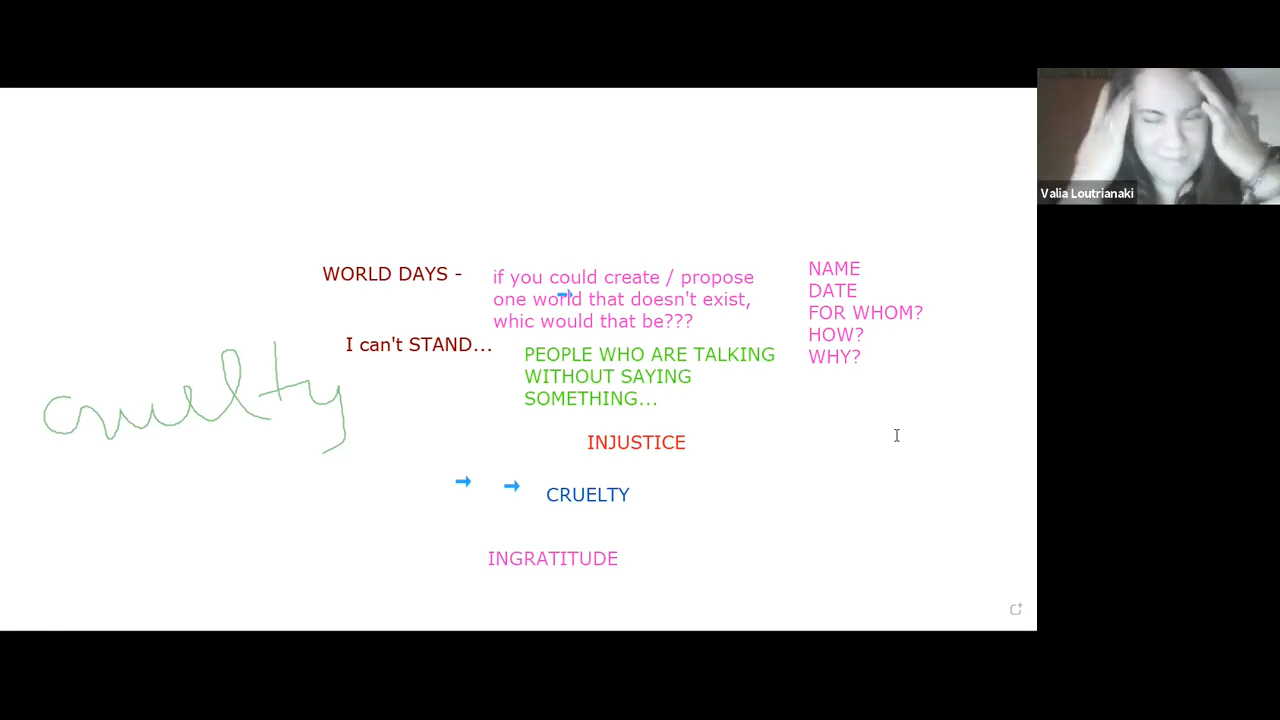 WORLD DAYS -
if you could create / propose
one world that doesn't exist,
whic would that be???
NAME
DATE
FOR WHOM?
HOW?
WHY?
I can't STAND...
PEOPLE WHO ARE TALKING
WITHOUT SAYING
SOMETHING...
cruelty
INJUSTICE
CRUELTY
INGRATITUDE
Valia Loutrianaki